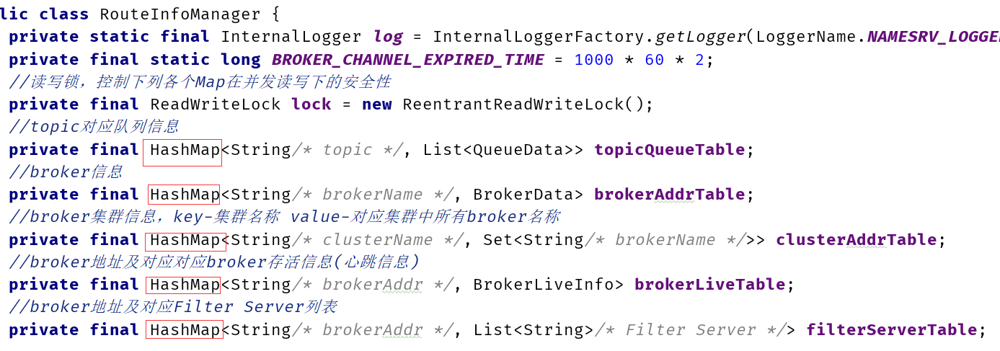 lic class RouteInfoManager {
private static final InternalLogger log = InternalLoggerFactory.getLogger(LoggerName.NAMESRV_LOGGE
private final static long BROKER_CHANNEL_EXPIRED_TIME = 1000 * 60 * 2;
//读写锁，控制下列各个Map在并发读写下的安全性
private final ReadWriteLock lock = new ReentrantReadWriteLock();
//topic对应队列信息
private final HashMap<String/* topic */, List<QueueData>> topicQueueTable;
//broker信息
private final HashMap<String/* brokerName */, BrokerData> brokerAddrTable;
//broker集群信息，key-集群名称 value-对应集群中所有broker名称
private final HashMap<String/* clusterName */, Set<String/* brokerName */>> clusterAddrTable;
//broker地址及对应对应broker存活信息(心跳信息)
private final HashMap<String/* brokerAddr */, BrokerLiveInfo> brokerLiveTable;
//broker地址及对应Filter Server列表
private final HashMap<String/* brokerAddr */, List<String>/* Filter Server */> filterServerTable;